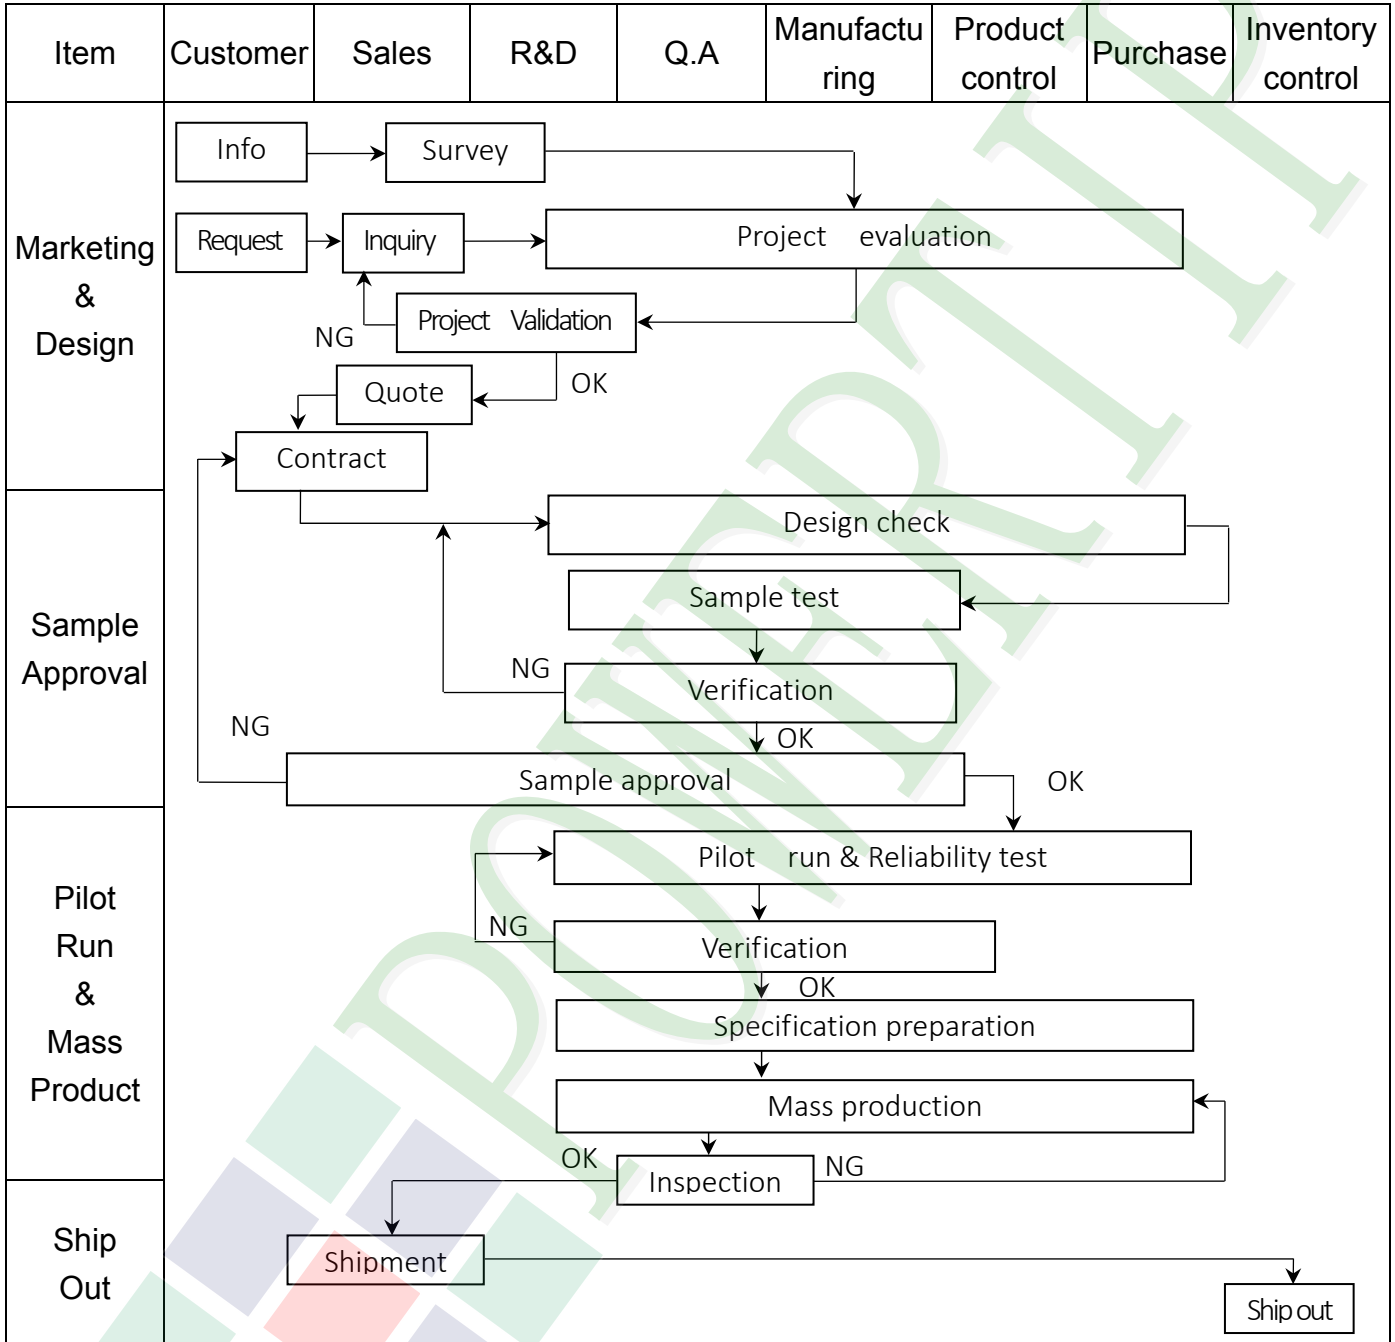 Item
Customer
Sales
R&D
Q.A
Manufactu
ring
Product
control
Purchase
Inventory
control
Marketing
&
Design
Info
Survey
Request
Inquiry
Project evaluation
Project Validation
NG
OK
Quote
Contract
Sample
Approval
Design check
Sample test
NG
Verification
OK
NG
Sample approval
OK
Pilot
Run
&
Mass
Product
Pilot run & Reliability test
NG
Verification
OK
Specification preparation
Mass production
OK
Inspection
NG
Ship
Out
Shipment
Ship out
POWERTIP